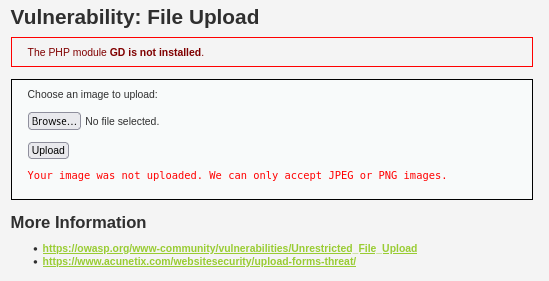 Vulnerability: File Upload
The PHP module GD is not installed.
Choose an image to upload:
Browse... No file selected.
Upload
Your image was not uploaded. We can only accept JPEG or PNG images.
More Information
https://owasp.org/www-community/vulnerabilities/Unrestricted_File_Upload
https://www.acunetix.com/websitesecurity/upload-forms-threat/